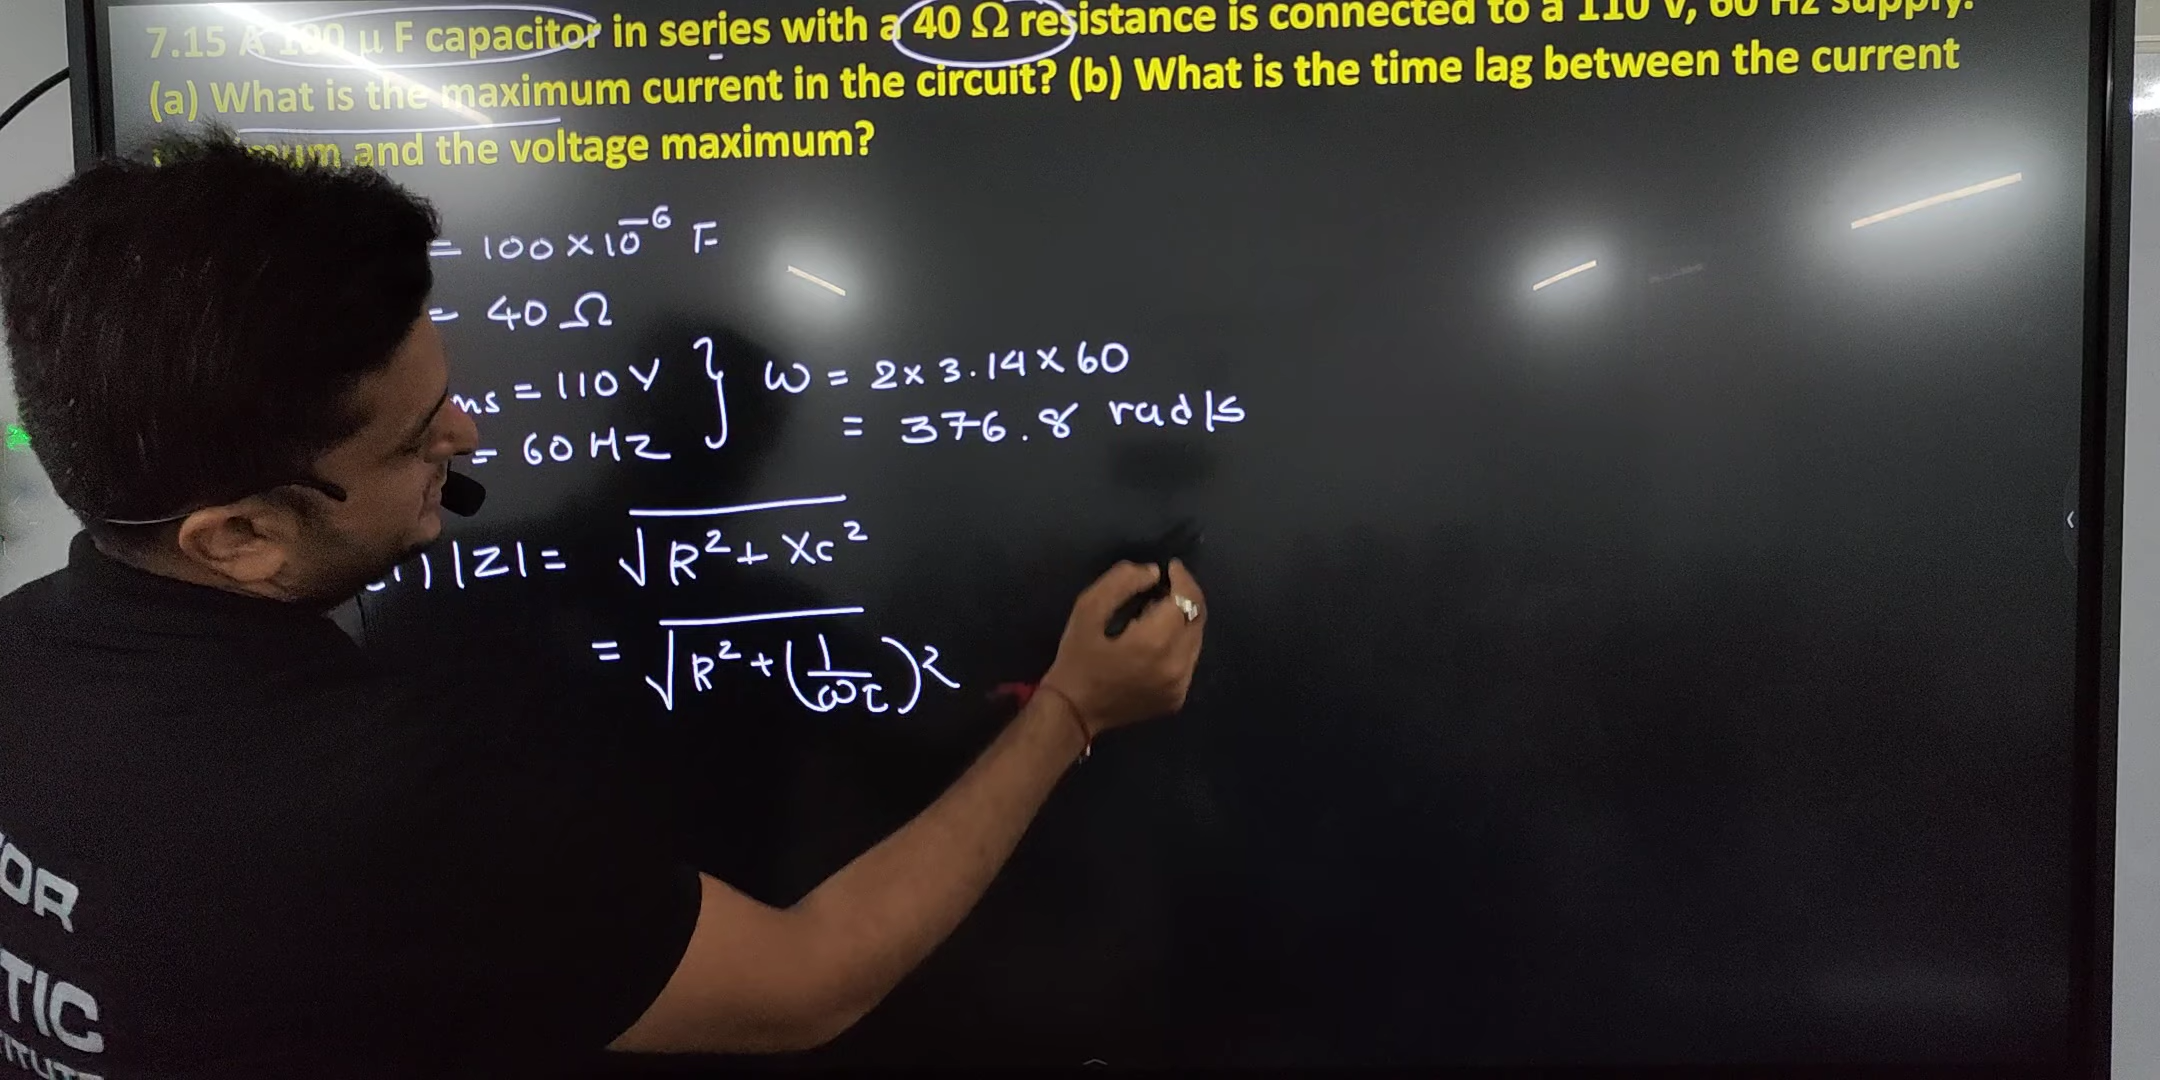 7.15 A 100 μ F capacitor in series with a 40 Ω resistance is connected to a 110 V, 60 Hz supply.
(a) What is the maximum current in the circuit? (b) What is the time lag between the current
and the voltage maximum?
= 100 × 10⁻⁶ F
= 40 Ω
ms = 110 V } ω = 2 × 3.14 × 60
= 60 Hz = 376.8 rad/s
) |Z| = √R² + Xc²
= √R² + (1/ωc)²
OR
TIC
TITUTE